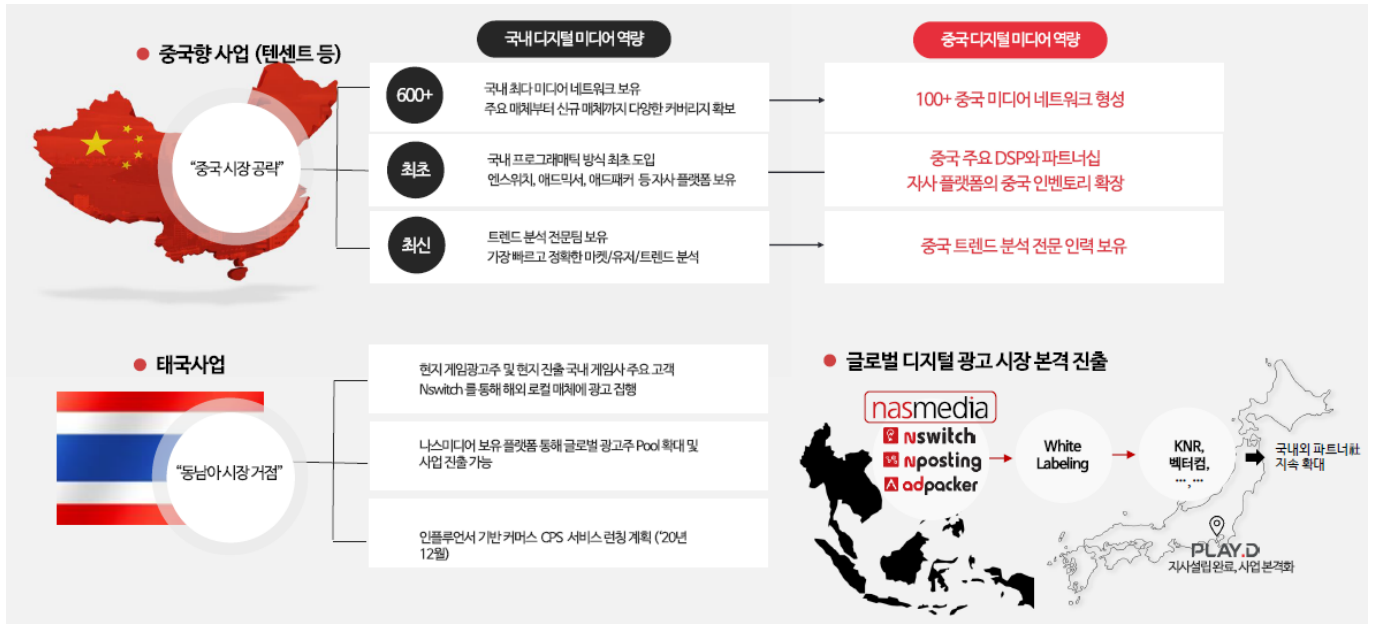 중국향 사업 (텐센트 등)
"중국 시장 공략"
국내 디지털 미디어 역량
중국 디지털 미디어 역량
600+
국내 최다 미디어 네트워크 보유
주요 매체부터 신규 매체까지 다양한 커버리지 확보
100+ 중국 미디어 네트워크 형성
최초
국내 프로그래매틱 방식 최초 도입
엔스위치, 애드믹서, 애드패커 등 자사 플랫폼 보유
중국 주요 DSP와 파트너십
자사 플랫폼의 중국 인벤토리 확장
최신
트렌드 분석 전문팀 보유
가장 빠르고 정확한 마켓/유저/트렌드 분석
중국 트렌드 분석 전문 인력 보유
태국사업
"동남아 시장 거점"
현지 게임광고주 및 현지 진출 국내 게임사 주요 고객
Nswitch 를 통해 해외 로컬 매체에 광고 집행
나스미디어 보유 플랫폼 통해 글로벌 광고주 Pool 확대 및
사업 진출 가능
인플루언서 기반 커머스 CPS 서비스 런칭 계획 ('20년
12월)
글로벌 디지털 광고 시장 본격 진출
nasmedia
nswitch
nposting
adpacker
White
Labeling
KNR,
벡터컴,
…,…
국내외 파트너社
지속 확대
PLAY.D
지사설립 완료, 사업 본격화